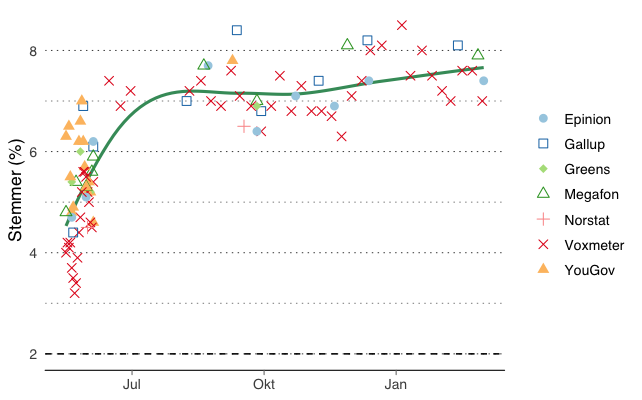 Stemmer (%)
8
6
4
2
Jul
Okt
Jan
Epinion
Gallup
Greens
Megafon
Norstat
Voxmeter
YouGov